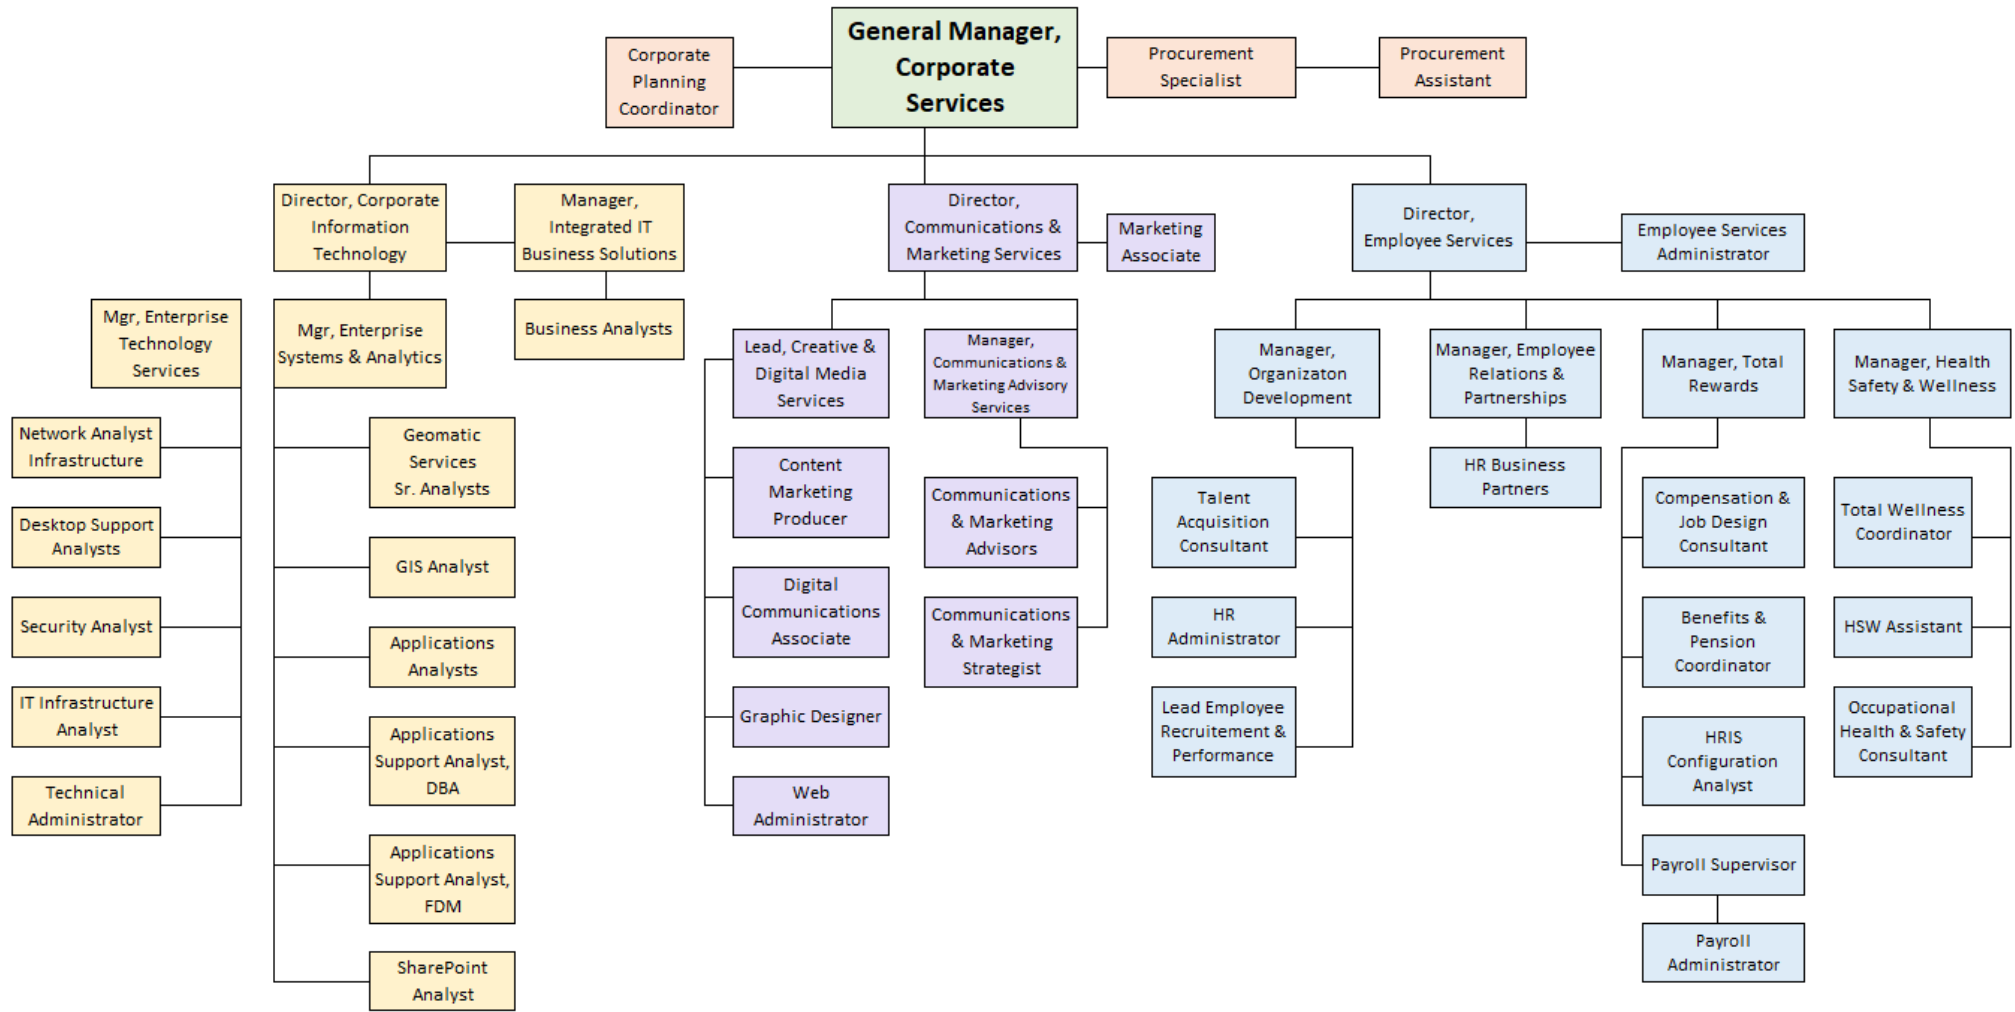 General Manager,
Corporate
Services
Corporate
Planning
Coordinator
Procurement
Specialist
Procurement
Assistant
Director, Corporate
Information
Technology
Manager,
Integrated IT
Business Solutions
Director,
Communications &
Marketing Services
Marketing
Associate
Director,
Employee Services
Employee Services
Administrator
Mgr, Enterprise
Technology
Services
Mgr, Enterprise
Systems & Analytics
Business Analysts
Lead, Creative &
Digital Media
Services
Manager,
Communications &
Marketing Advisory
Services
Manager,
Organizaton
Development
Manager, Employee
Relations &
Partnerships
Manager, Total
Rewards
Manager, Health
Safety & Wellness
Network Analyst
Infrastructure
Desktop Support
Analysts
Security Analyst
IT Infrastructure
Analyst
Technical
Administrator
Geomatic
Services
Sr. Analysts
GIS Analyst
Applications
Analysts
Applications
Support Analyst,
DBA
Applications
Support Analyst,
FDM
SharePoint
Analyst
Content
Marketing
Producer
Digital
Communications
Associate
Graphic Designer
Web
Administrator
Communications
& Marketing
Advisors
Communications
& Marketing
Strategist
Talent
Acquisition
Consultant
HR
Administrator
Lead Employee
Recruitement &
Performance
HR Business
Partners
Compensation &
Job Design
Consultant
Benefits &
Pension
Coordinator
HRIS
Configuration
Analyst
Payroll Supervisor
Payroll
Administrator
Total Wellness
Coordinator
HSW Assistant
Occupational
Health & Safety
Consultant